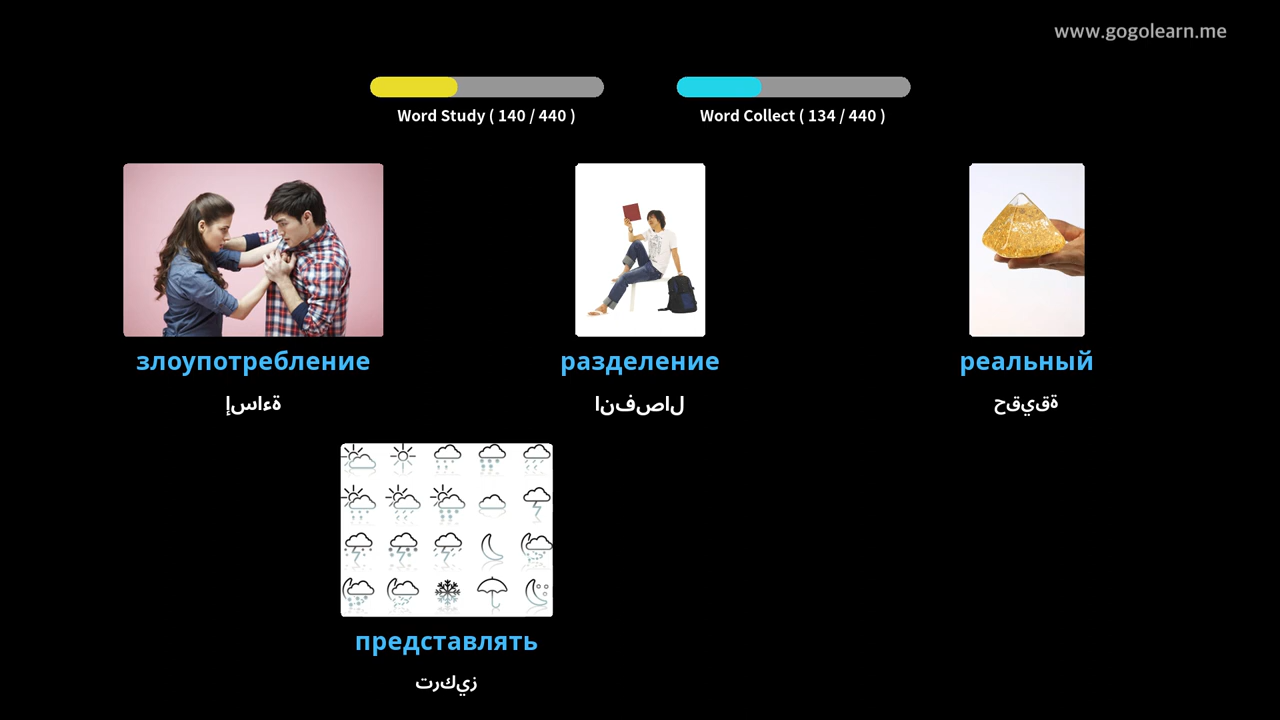 www.gogolearn.me
Word Study ( 140 / 440 )
Word Collect ( 134 / 440 )
злоупотребление
إساءة
разделение
انفصال
реальный
حقيقة
представлять
تركيز